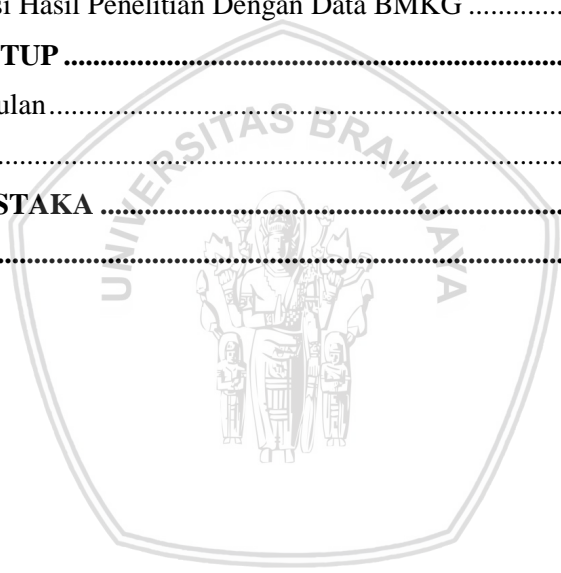 si Hasil Penelitian Dengan Data BMKG ................
TUP ................................................................
ulan ................................................................
................................................................
STAKA ................................................................
................................................................
UNIVERSITAS BRAWIJAYA